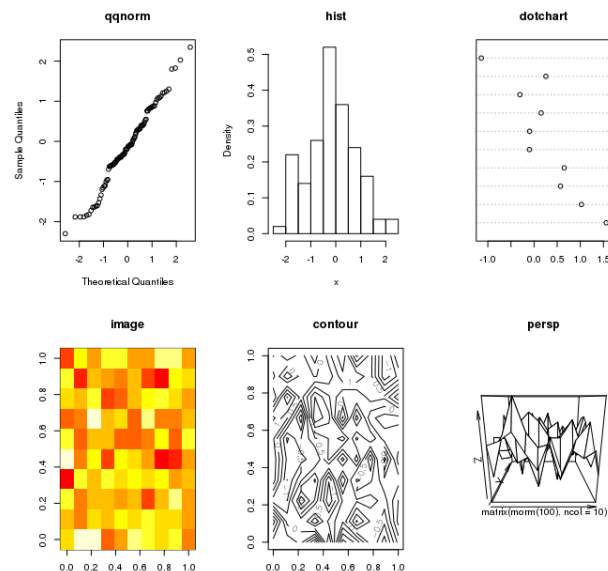 qqnorm
hist
dotchart
2
1
0
-1
-2
Sample Quantiles
-2 -1 0 1 2
Theoretical Quantiles
0.5
0.4
0.3
0.2
0.1
0.0
Density
-2 -1 0 1 2
x
-1.0 0.0 0.5 1.0 1.5
image
contour
persp
1.0
0.8
0.6
0.4
0.2
0.0
0.0 0.2 0.4 0.6 0.8 1.0
1.0
0.8
0.6
0.4
0.2
0.0
0.0 0.2 0.4 0.6 0.8 1.0
Z
Y
matrix(rnorm(100), ncol = 10)